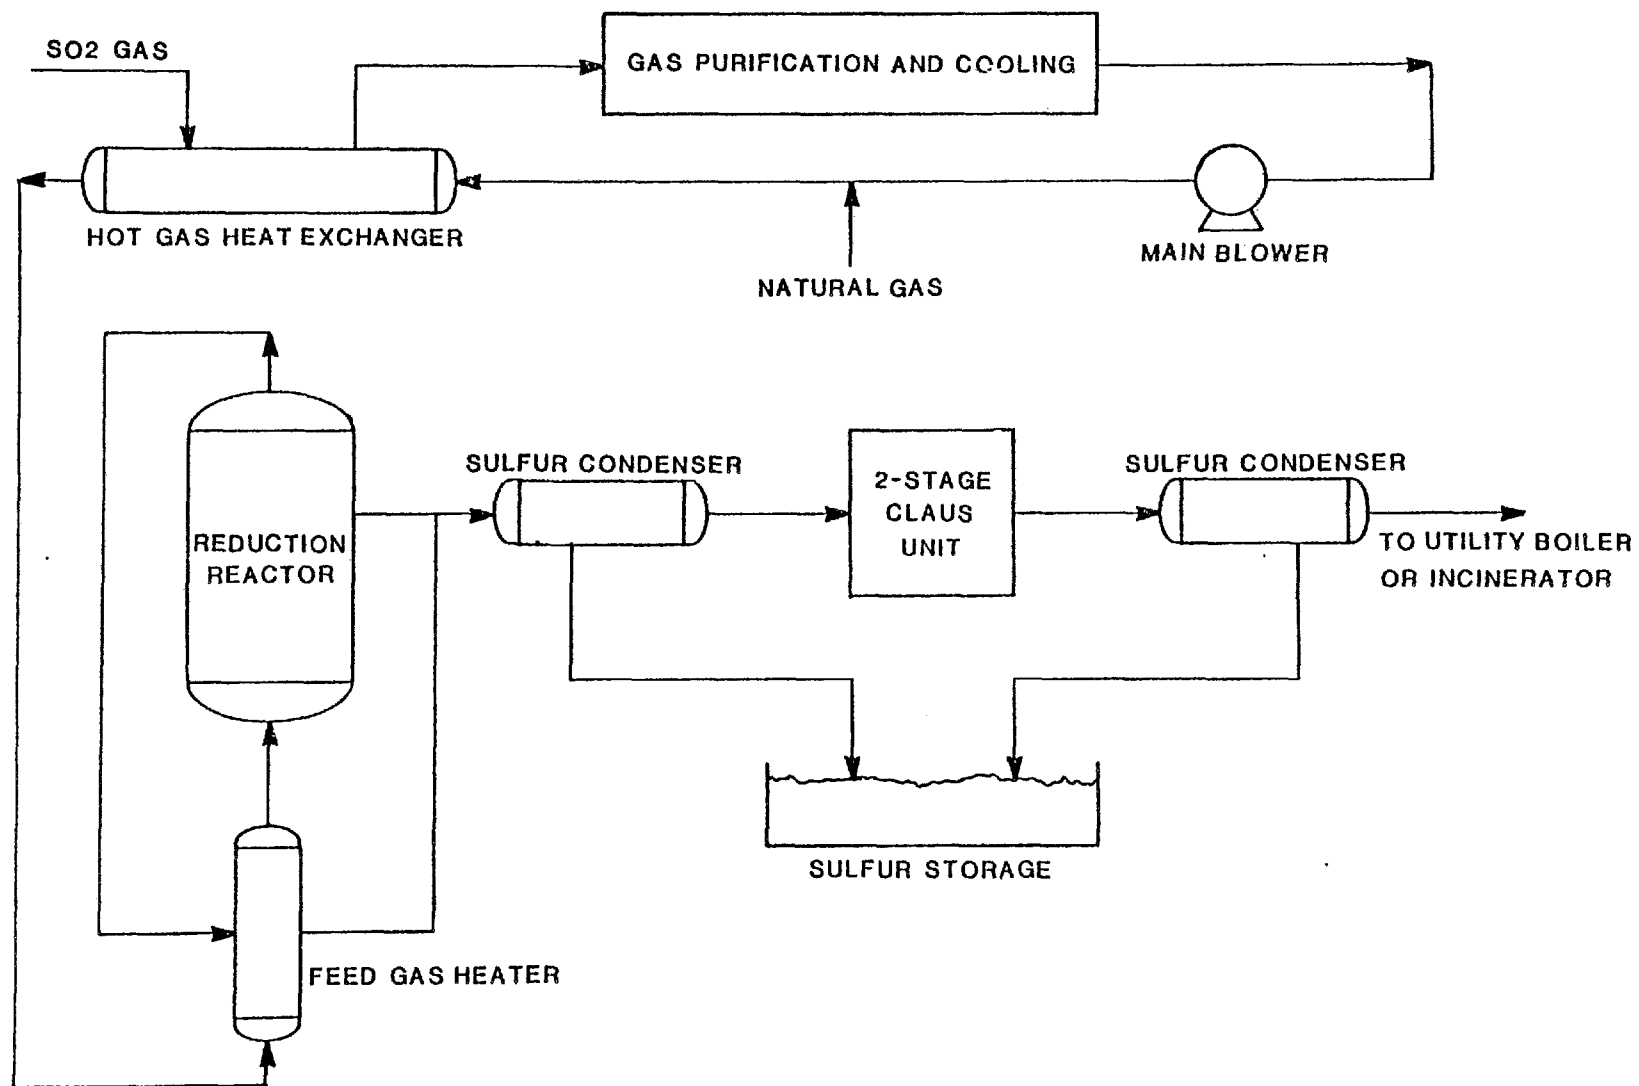 SO2 GAS
GAS PURIFICATION AND COOLING
HOT GAS HEAT EXCHANGER
MAIN BLOWER
NATURAL GAS
SULFUR CONDENSER
2-STAGE
CLAUS
UNIT
SULFUR CONDENSER
REDUCTION
REACTOR
TO UTILITY BOILER
OR INCINERATOR
SULFUR STORAGE
FEED GAS HEATER